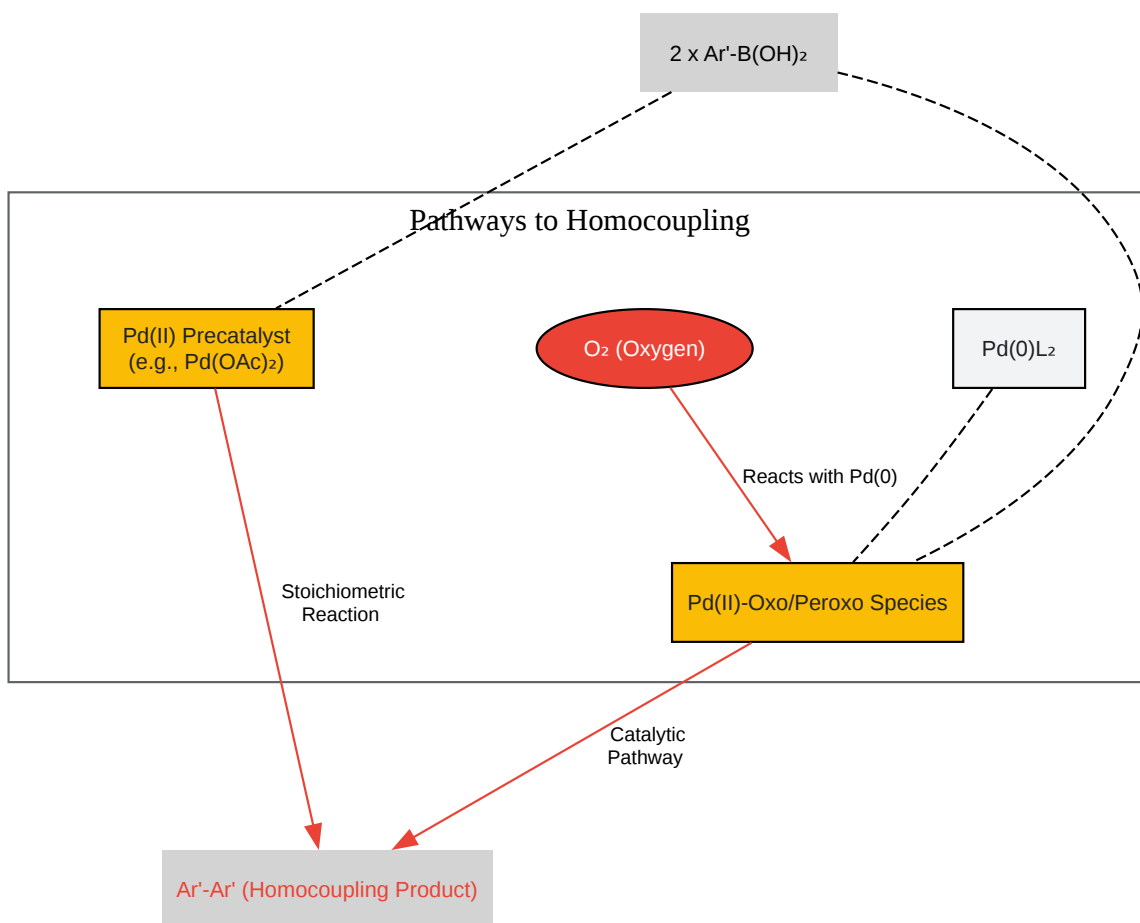 2 x Ar'-B(OH)₂
Pathways to Homocoupling
Pd(II) Precatalyst
(e.g., Pd(OAc)₂)
O₂ (Oxygen)
Pd(0)L₂
Reacts with Pd(0)
Stoichiometric
Reaction
Pd(II)-Oxo/Peroxo Species
Catalytic
Pathway
Ar'-Ar' (Homocoupling Product)